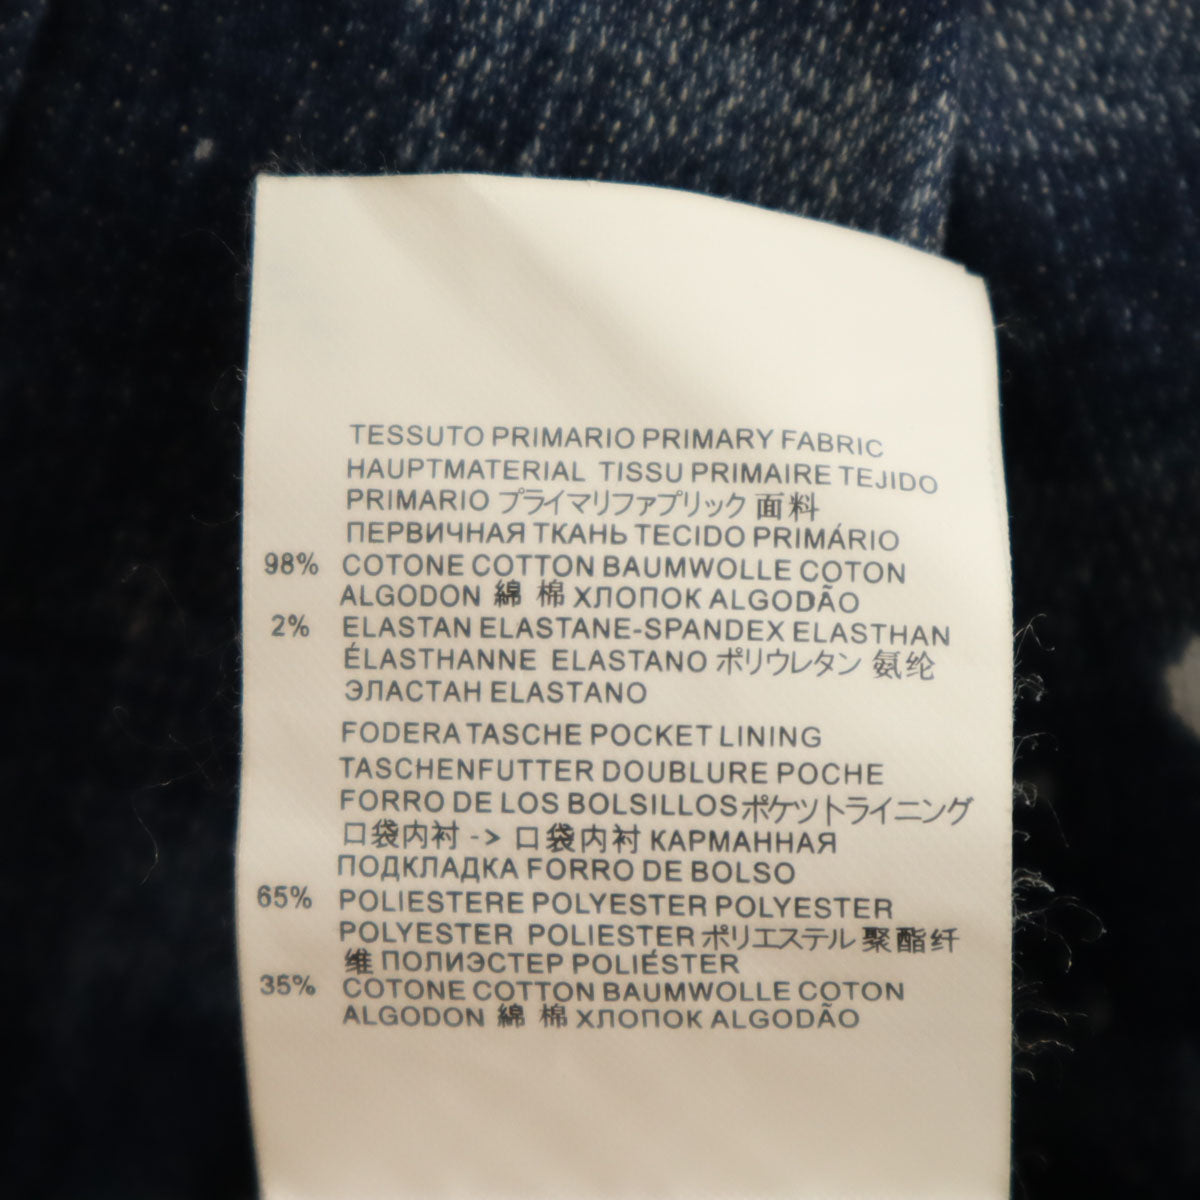 TESSUTO PRIMARIO PRIMARY FABRIC
HAUPTMATERIAL TISSU PRIMAIRE TEJIDO
PRIMARIO プライマリファブリック 面料
ПЕРВИЧНАЯ ТКАНЬ TECIDO PRIMÁRIO
98% COTONE COTTON BAUMWOLLE COTON
ALGODON 綿 棉 ХЛОПОК ALGODÃO
2% ELASTAN ELASTANE-SPANDEX ELASTHAN
ÉLASTHANNE ELASTANO ポリウレタン 氨纶
ЭЛАСТАН ELASTANO
FODERA TASCHE POCKET LINING
TASCHENFUTTER DOUBLURE POCHE
FORRO DE LOS BOLSILLOS ポケットライニング
口袋内衬 -> 口袋内衬 КАРМАННАЯ
ПОДКЛАДКА FORRO DE BOLSO
65% POLIESTERE POLYESTER POLYESTER
POLYESTER POLIESTER ポリエステル 聚酯纤
维 ПОЛИЭСТЕР POLIÉSTER
35% COTONE COTTON BAUMWOLLE COTON
ALGODON 綿 棉 ХЛОПОК ALGODÃO